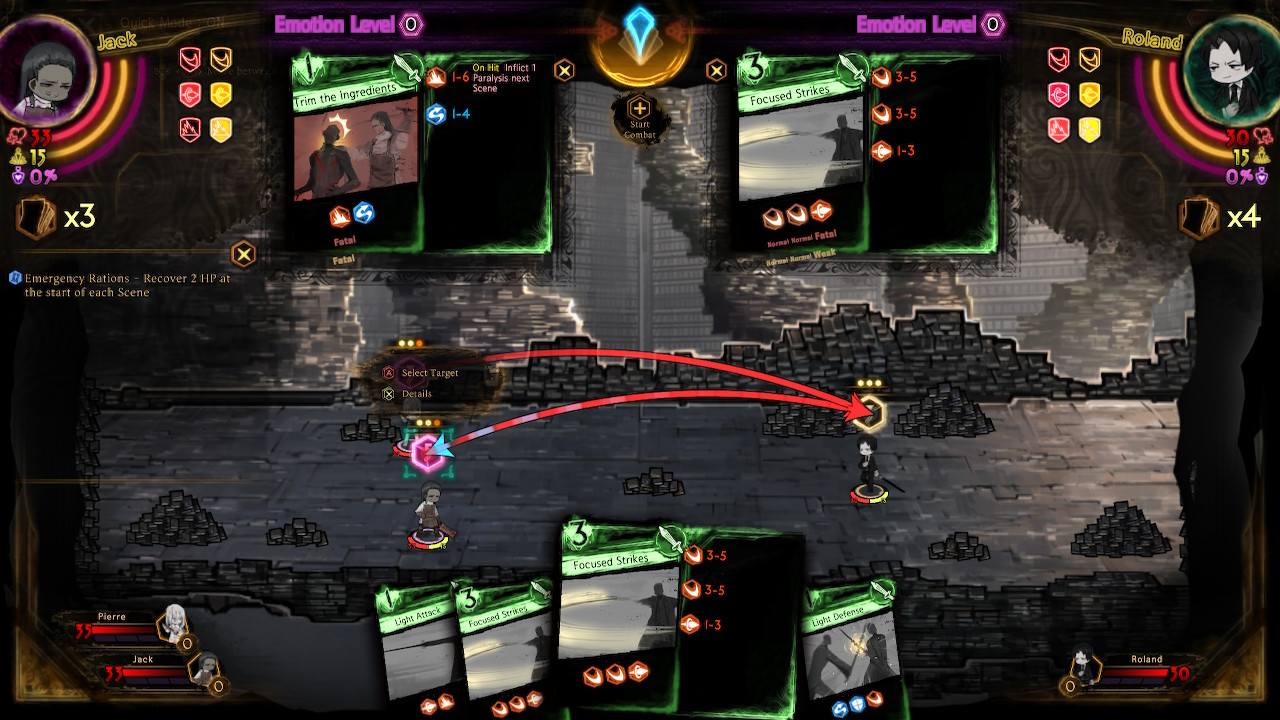 Quick Mode : ON
Emotion Level 0
Emotion Level 0
Jack
Roland
33
15
0%
x3
30
15
0%
x4
1
Trim the Ingredients
1-6 On Hit Inflict 1
Paralysis next
Scene
1-4
Fatal
Fatal
Start
Combat
3
Focused Strikes
3-5
3-5
1-3
Normal Normal Fatal
Normal Normal Weak
Emergency Rations - Recover 2 HP at
the start of each Scene
A Select Target
X Details
Pierre
33
0
Jack
33
0
1
Light Attack
3
Focused Strikes
3
Focused Strikes
3-5
3-5
1-3
Light Defense
Roland
30
0